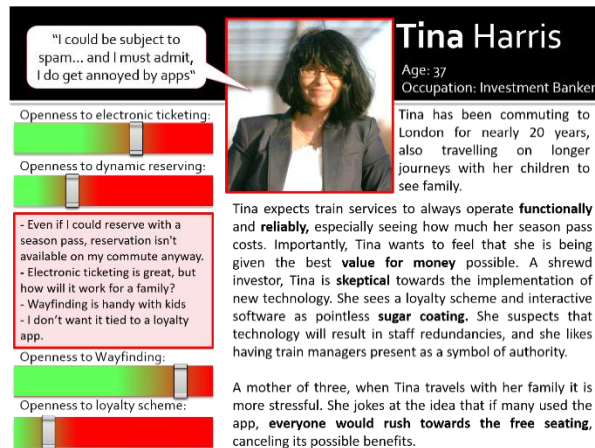 "I could be subject to
spam... and I must admit,
I do get annoyed by apps"
Tina Harris
Age: 37
Occupation: Investment Banker
Openness to electronic ticketing:
Openness to dynamic reserving:
- Even if I could reserve with a
season pass, reservation isn't
available on my commute anyway.
- Electronic ticketing is great, but
how will it work for a family?
- Wayfinding is handy with kids
- I don't want it tied to a loyalty
app.
Openness to Wayfinding:
Openness to loyalty scheme:
Tina has been commuting to
London for nearly 20 years,
also travelling on longer
journeys with her children to
see family.
Tina expects train services to always operate functionally
and reliably, especially seeing how much her season pass
costs. Importantly, Tina wants to feel that she is being
given the best value for money possible. A shrewd
investor, Tina is skeptical towards the implementation of
new technology. She sees a loyalty scheme and interactive
software as pointless sugar coating. She suspects that
technology will result in staff redundancies, and she likes
having train managers present as a symbol of authority.
A mother of three, when Tina travels with her family it is
more stressful. She jokes at the idea that if many used the
app, everyone would rush towards the free seating,
canceling its possible benefits.